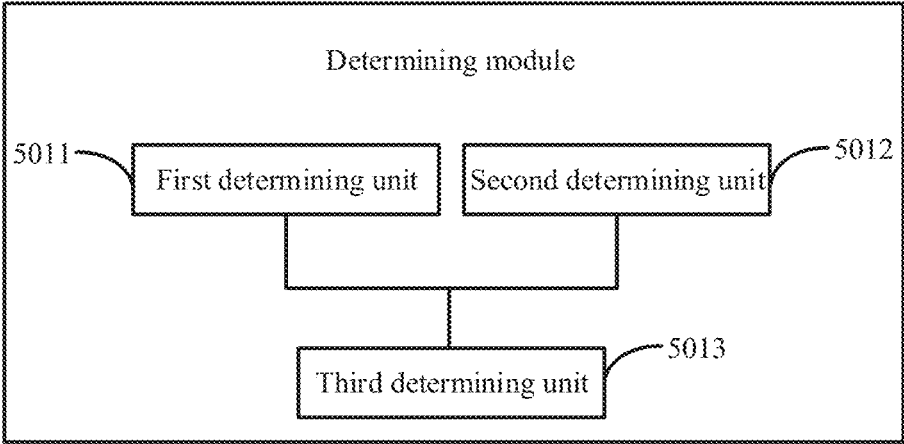 Determining module
5011
First determining unit
Second determining unit
5012
Third determining unit
5013